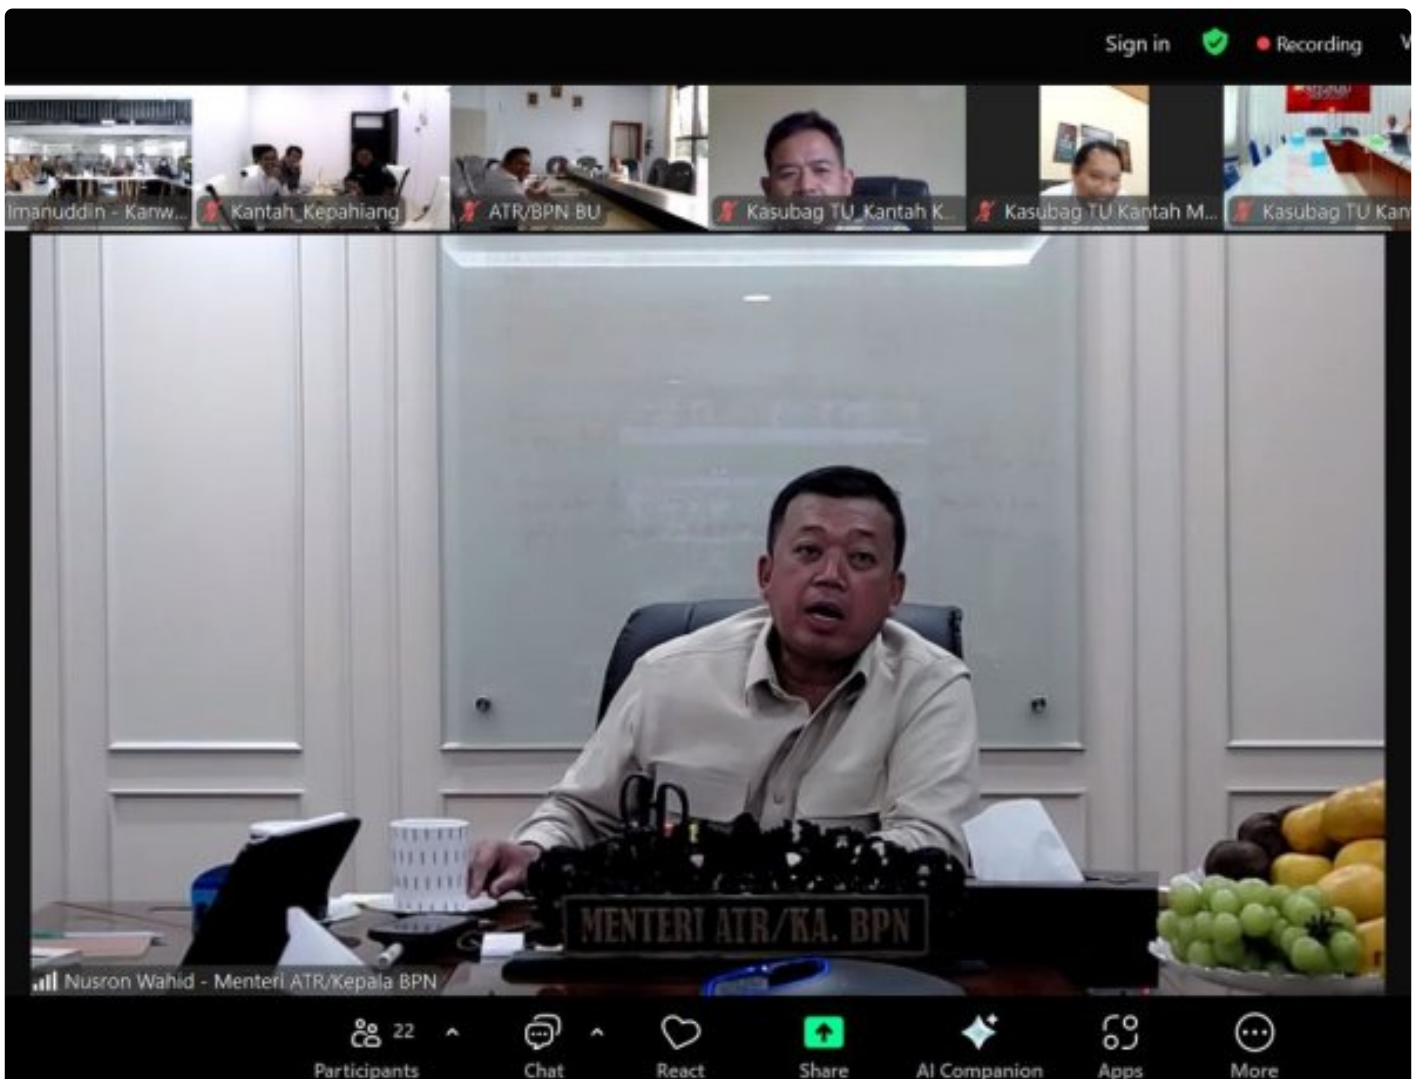 Sign in
Recording
Imanuddin - Kanw...
Kantah_Kepahiang
ATR/BPN BU
Kasubag TU_Kantah K...
Kasubag TU Kantah M...
Kasubag TU Kan
MENTERI ATR/KA. BPN
Nusron Wahid - Menteri ATR/Kepala BPN
22
Participants
Chat
React
Share
AI Companion
Apps
More